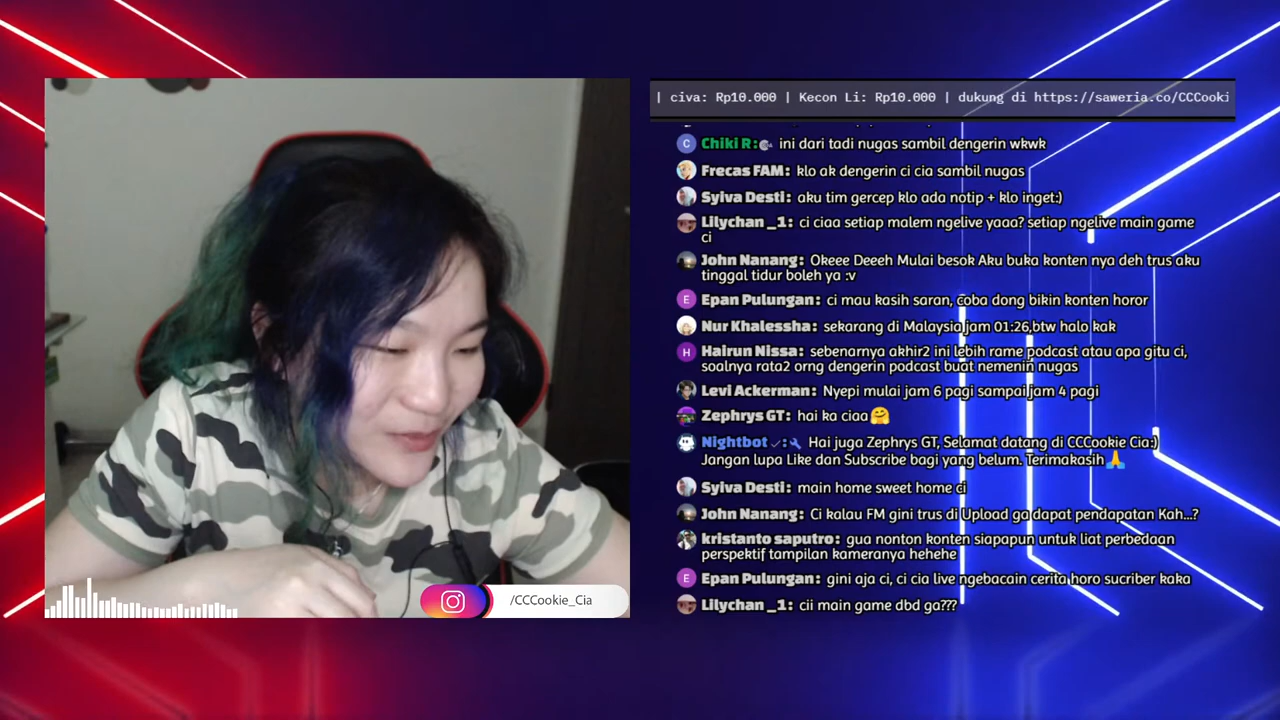 | civa: Rp10.000 | Kecon Li: Rp10.000 | dukung di https://saweria.co/CCCooki
C Chiki R: ini dari tadi nugas sambil dengerin wkwk
Frecas FAM: klo ak dengerin ci cia sambil nugas
Syiva Desti: aku tim gercep klo ada notip + klo inget:)
Lilychan _1: ci ciaa setiap malem ngelive yaaa? setiap ngelive main game
ci
John Nanang: Okeee Deeeh Mulai besok Aku buka konten nya deh trus aku
tinggal tidur boleh ya :v
E Epan Pulungan: ci mau kasih saran, coba dong bikin konten horor
Nur Khalessha: sekarang di Malaysia jam 01:26,btw halo kak
H Hairun Nissa: sebenarnya akhir2 ini lebih rame podcast atau apa gitu ci,
soalnya rata2 orng dengerin podcast buat nemenin nugas
Levi Ackerman: Nyepi mulai jam 6 pagi sampai jam 4 pagi
Zephrys GT: hai ka ciaa🤗
Nightbot ✓:🔧 Hai juga Zephrys GT, Selamat datang di CCCookie Cia:)
Jangan lupa Like dan Subscribe bagi yang belum. Terimakasih🙏
Syiva Desti: main home sweet home ci
John Nanang: Ci kalau FM gini trus di Upload ga dapat pendapatan Kah...?
kristanto saputro: gua nonton konten siapapun untuk liat perbedaan
perspektif tampilan kameranya hehehe
E Epan Pulungan: gini aja ci, ci cia live ngebacain cerita horo sucriber kaka
Lilychan _1: cii main game dbd ga???
/CCCookie_Cia